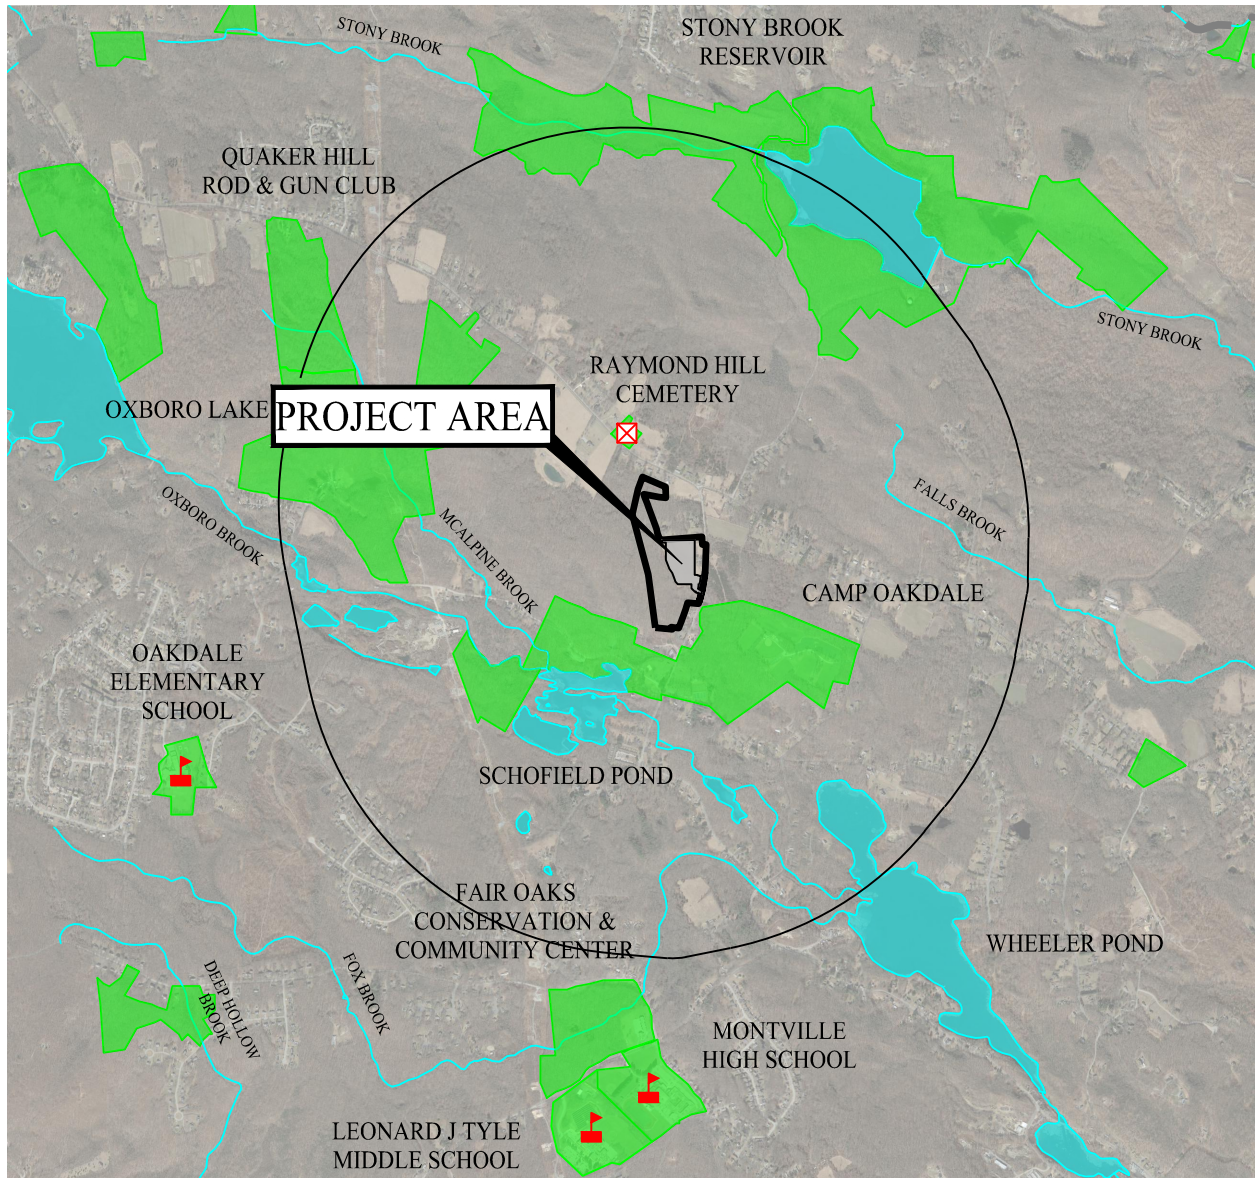 STONY BROOK
STONY BROOK
RESERVOIR
QUAKER HILL
ROD & GUN CLUB
STONY BROOK
RAYMOND HILL
CEMETERY
OXBORO LAKE
PROJECT AREA
OXBORO BROOK
MCALPINE BROOK
FALLS BROOK
CAMP OAKDALE
OAKDALE
ELEMENTARY
SCHOOL
SCHOFIELD POND
FAIR OAKS
CONSERVATION &
COMMUNITY CENTER
WHEELER POND
DEEP HOLLOW
BROOK
FOX BROOK
MONTVILLE
HIGH SCHOOL
LEONARD J TYLE
MIDDLE SCHOOL